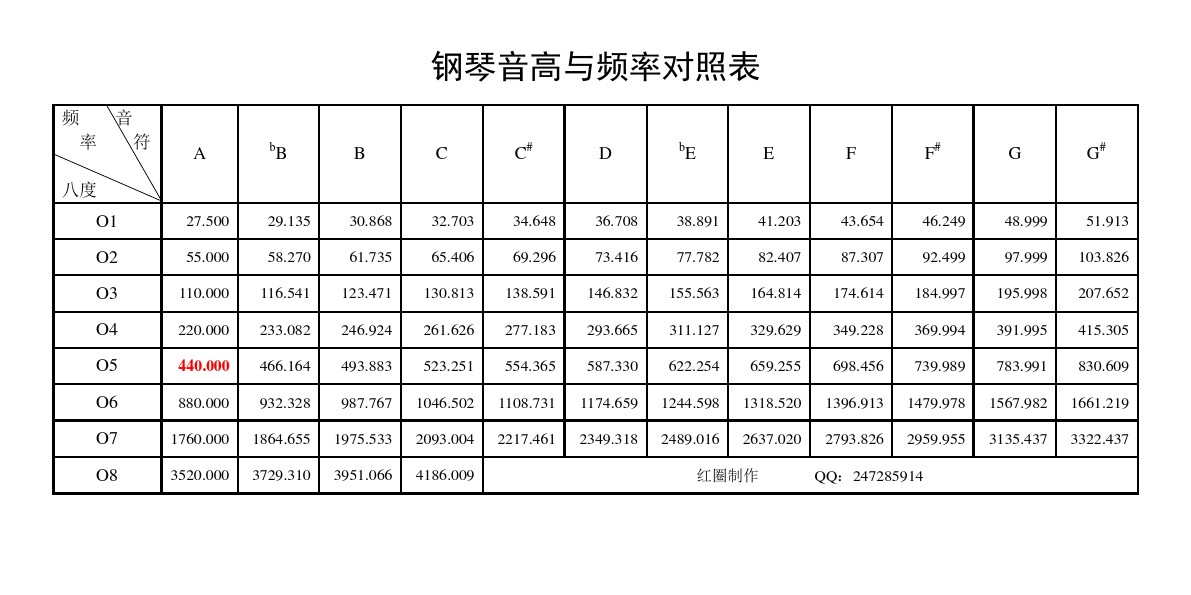 钢琴音高与频率对照表
频率 音符 八度 A bB B C C# D bE E F F# G G#
O1 27.500 29.135 30.868 32.703 34.648 36.708 38.891 41.203 43.654 46.249 48.999 51.913
O2 55.000 58.270 61.735 65.406 69.296 73.416 77.782 82.407 87.307 92.499 97.999 103.826
O3 110.000 116.541 123.471 130.813 138.591 146.832 155.563 164.814 174.614 184.997 195.998 207.652
O4 220.000 233.082 246.924 261.626 277.183 293.665 311.127 329.629 349.228 369.994 391.995 415.305
O5 440.000 466.164 493.883 523.251 554.365 587.330 622.254 659.255 698.456 739.989 783.991 830.609
O6 880.000 932.328 987.767 1046.502 1108.731 1174.659 1244.598 1318.520 1396.913 1479.978 1567.982 1661.219
O7 1760.000 1864.655 1975.533 2093.004 2217.461 2349.318 2489.016 2637.020 2793.826 2959.955 3135.437 3322.437
O8 3520.000 3729.310 3951.066 4186.009 红圈制作 QQ：247285914